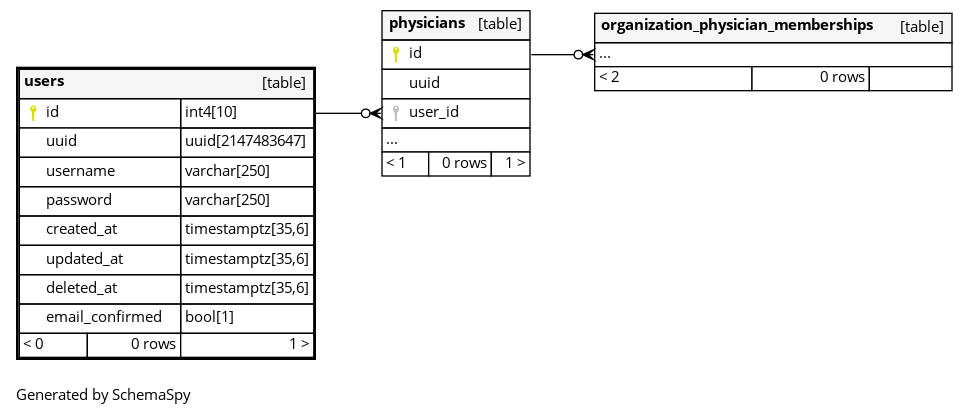 physicians [table]
id
uuid
user_id
...
< 1 0 rows 1 >
organization_physician_memberships [table]
...
< 2 0 rows
users [table]
id int4[10]
uuid uuid[2147483647]
username varchar[250]
password varchar[250]
created_at timestamptz[35,6]
updated_at timestamptz[35,6]
deleted_at timestamptz[35,6]
email_confirmed bool[1]
< 0 0 rows 1 >
Generated by SchemaSpy